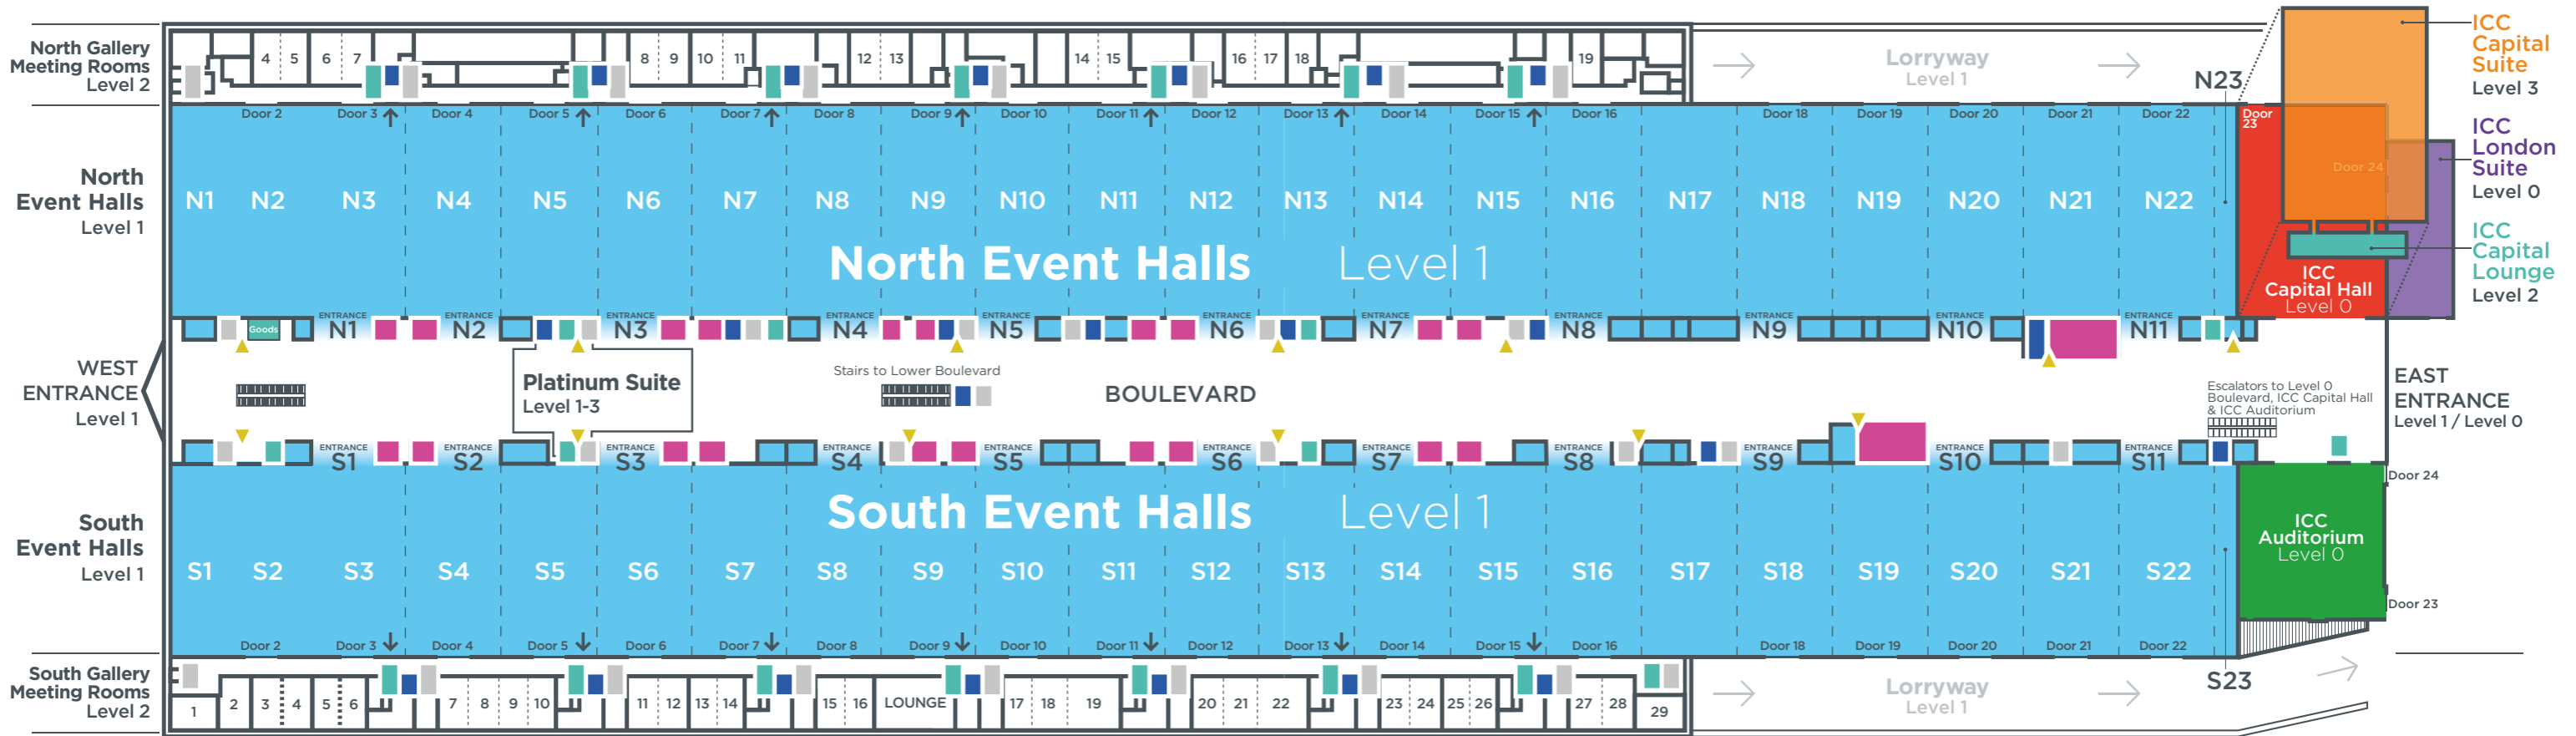 North Gallery
Meeting Rooms
Level 2
4 5 6 7 8 9 10 11 12 13 14 15 16 17 18 19
Lorryway
Level 1
N23
ICC
Capital
Suite
Level 3
Door 2 Door 3 Door 4 Door 5 Door 6 Door 7 Door 8 Door 9 Door 10 Door 11 Door 12 Door 13 Door 14 Door 15 Door 16 Door 18 Door 19 Door 20 Door 21 Door 22
Door
23
Door 24
ICC
London
Suite
Level 0
North
Event Halls
Level 1
N1 N2 N3 N4 N5 N6 N7 N8 N9 N10 N11 N12 N13 N14 N15 N16 N17 N18 N19 N20 N21 N22
North Event Halls Level 1
ICC
Capital
Lounge
Level 2
ICC
Capital Hall
Level 0
Goods
ENTRANCE
N1
ENTRANCE
N2
ENTRANCE
N3
ENTRANCE
N4
ENTRANCE
N5
ENTRANCE
N6
ENTRANCE
N7
ENTRANCE
N8
ENTRANCE
N9
ENTRANCE
N10
ENTRANCE
N11
WEST
ENTRANCE
Level 1
Platinum Suite
Level 1-3
Stairs to Lower Boulevard
BOULEVARD
Escalators to Level 0
Boulevard, ICC Capital Hall
& ICC Auditorium
EAST
ENTRANCE
Level 1 / Level 0
ENTRANCE
S1
ENTRANCE
S2
ENTRANCE
S3
ENTRANCE
S4
ENTRANCE
S5
ENTRANCE
S6
ENTRANCE
S7
ENTRANCE
S8
ENTRANCE
S9
ENTRANCE
S10
ENTRANCE
S11
Door 24
South Event Halls Level 1
South
Event Halls
Level 1
S1 S2 S3 S4 S5 S6 S7 S8 S9 S10 S11 S12 S13 S14 S15 S16 S17 S18 S19 S20 S21 S22
ICC
Auditorium
Level 0
Door 23
Door 2 Door 3 Door 4 Door 5 Door 6 Door 7 Door 8 Door 9 Door 10 Door 11 Door 12 Door 13 Door 14 Door 15 Door 16 Door 18 Door 19 Door 20 Door 21 Door 22
South Gallery
Meeting Rooms
Level 2
1 2 3 4 5 6 7 8 9 10 11 12 13 14 15 16 LOUNGE 17 18 19 20 21 22 23 24 25 26 27 28 29
Lorryway
Level 1
S23